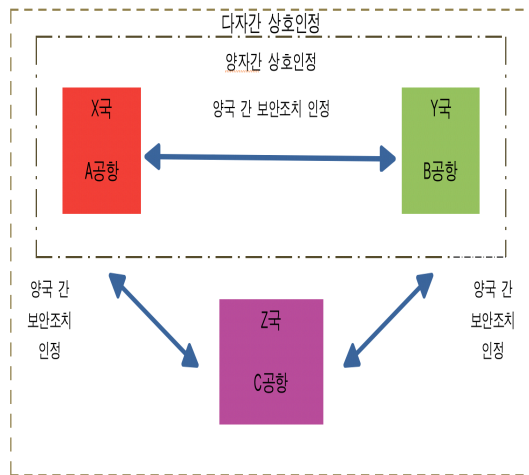 다자간 상호인정
양자간 상호인정
양국 간 보안조치 인정
X국
A공항
Y국
B공항
양국 간
보안조치
인정
Z국
C공항
양국 간
보안조치
인정